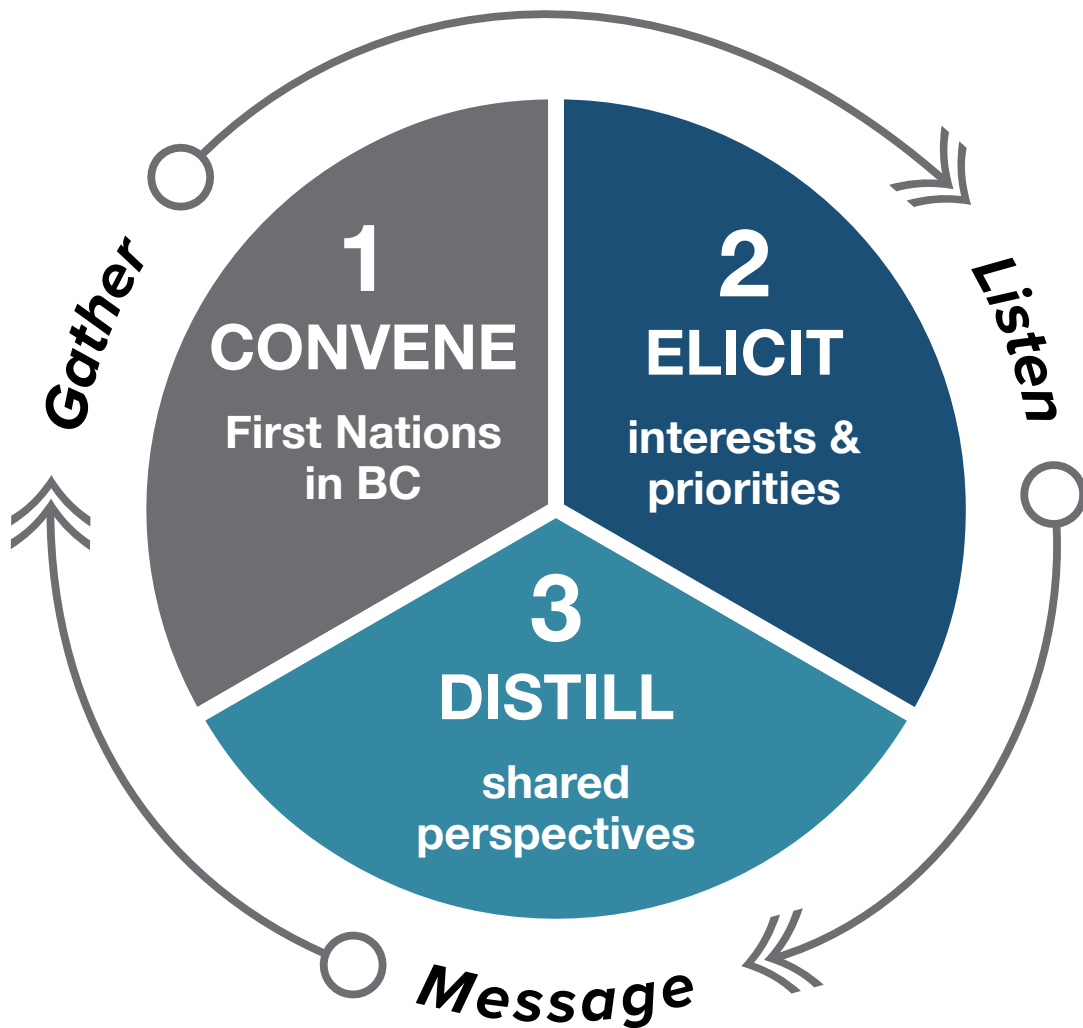 Gather
1
CONVENE
First Nations
in BC
Listen
2
ELICIT
interests &
priorities
3
DISTILL
shared
perspectives
Message